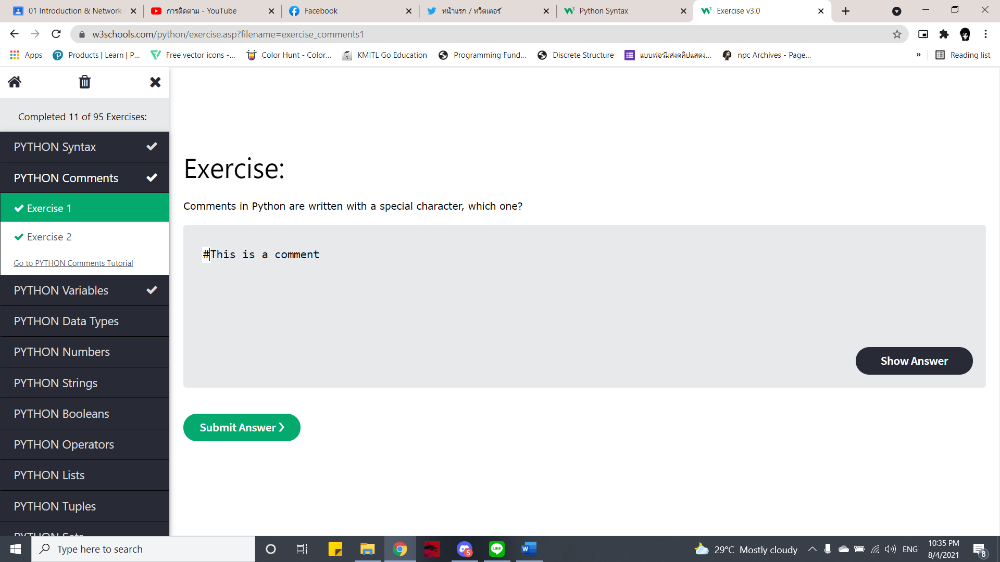 01 Introduction & Network
การติดตาม - YouTube
Facebook
หน้าแรก / ทวิตเตอร์
Python Syntax
Exercise v3.0
w3schools.com/python/exercise.asp?filename=exercise_comments1
Apps
Products | Learn | P...
Free vector icons -...
Color Hunt - Color...
KMITL Go Education
Programming Fund...
Discrete Structure
แบบฟอร์มส่งคลิปแสดง...
npc Archives - Page...
»
Reading list
Completed 11 of 95 Exercises:
PYTHON Syntax
PYTHON Comments
Exercise 1
Exercise 2
Go to PYTHON Comments Tutorial
PYTHON Variables
PYTHON Data Types
PYTHON Numbers
PYTHON Strings
PYTHON Booleans
PYTHON Operators
PYTHON Lists
PYTHON Tuples
PYTHON Sets
Exercise:
Comments in Python are written with a special character, which one?
#This is a comment
Show Answer
Submit Answer ❯
Type here to search
5
LINE
W
29°C Mostly cloudy
ENG
10:35 PM
8/4/2021
8